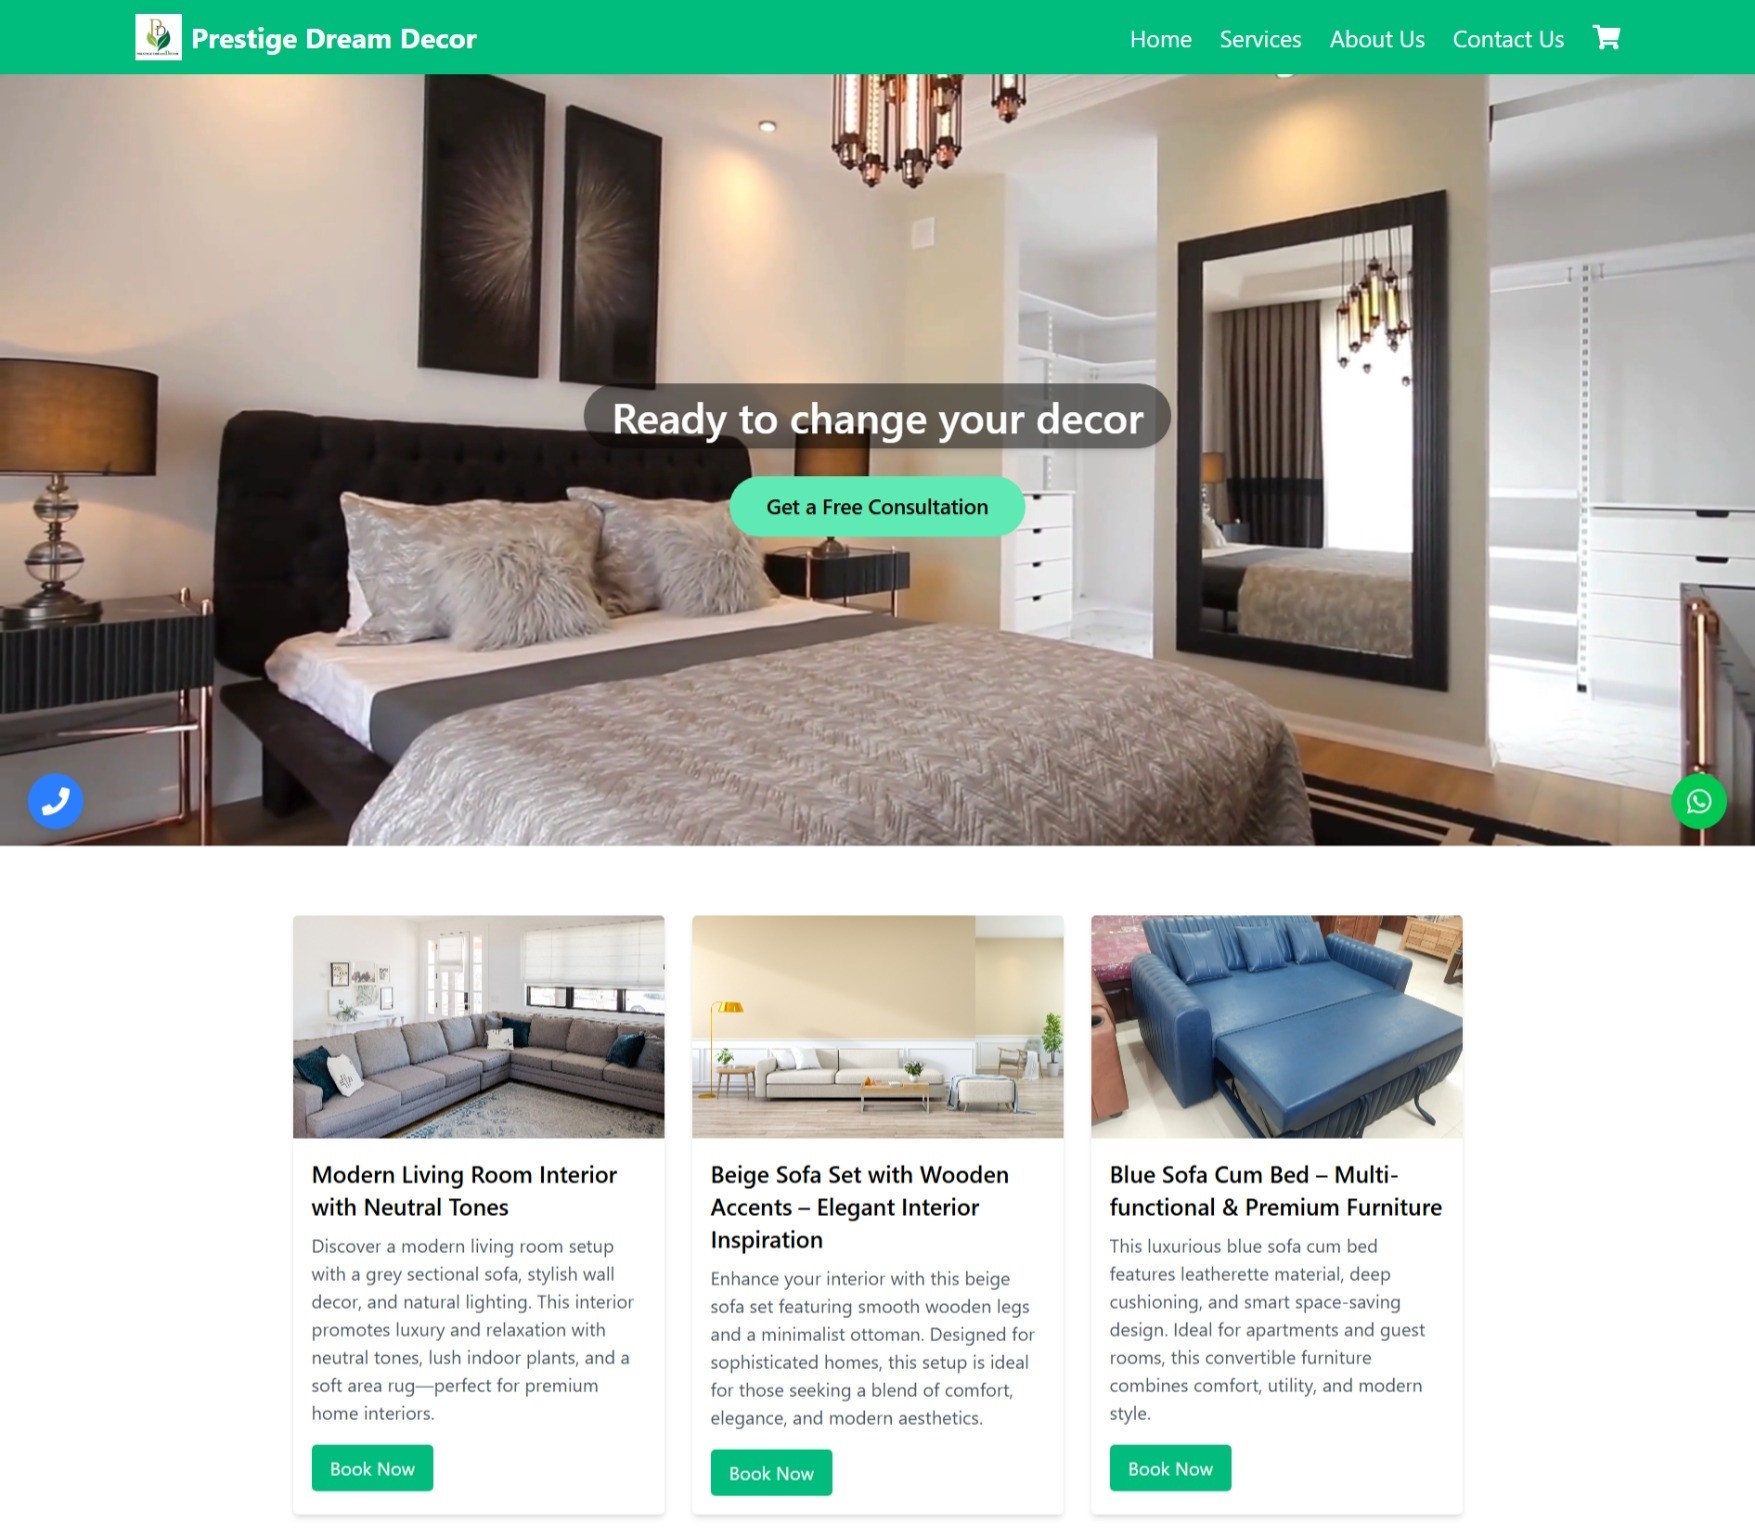 Prestige Dream Decor
Home
Services
About Us
Contact Us
Ready to change your decor
Get a Free Consultation
Modern Living Room Interior
with Neutral Tones
Discover a modern living room setup
with a grey sectional sofa, stylish wall
decor, and natural lighting. This interior
promotes luxury and relaxation with
neutral tones, lush indoor plants, and a
soft area rug—perfect for premium
home interiors.
Book Now
Beige Sofa Set with Wooden
Accents – Elegant Interior
Inspiration
Enhance your interior with this beige
sofa set featuring smooth wooden legs
and a minimalist ottoman. Designed for
sophisticated homes, this setup is ideal
for those seeking a blend of comfort,
elegance, and modern aesthetics.
Book Now
Blue Sofa Cum Bed – Multi-
functional & Premium Furniture
This luxurious blue sofa cum bed
features leatherette material, deep
cushioning, and smart space-saving
design. Ideal for apartments and guest
rooms, this convertible furniture
combines comfort, utility, and modern
style.
Book Now